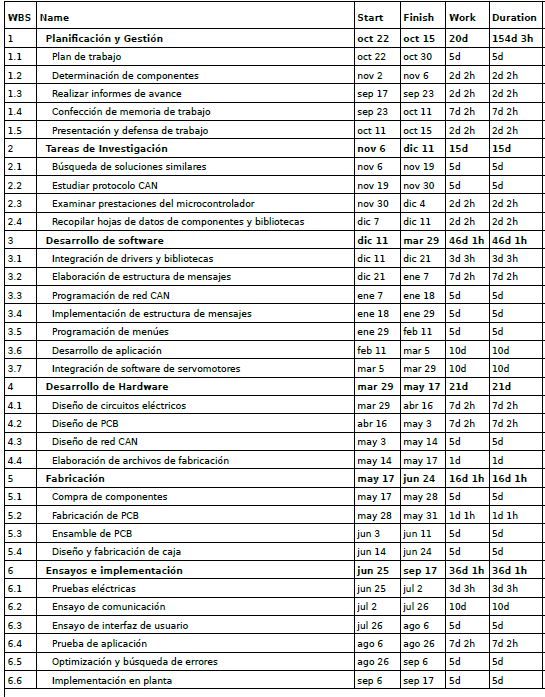 WBS Name Start Finish Work Duration
1 Planificación y Gestión oct 22 oct 15 20d 154d 3h
1.1 Plan de trabajo oct 22 oct 30 5d 5d
1.2 Determinación de componentes nov 2 nov 6 2d 2h 2d 2h
1.3 Realizar informes de avance sep 17 sep 23 2d 2h 2d 2h
1.4 Confección de memoria de trabajo sep 23 oct 11 7d 2h 7d 2h
1.5 Presentación y defensa de trabajo oct 11 oct 15 2d 2h 2d 2h
2 Tareas de Investigación nov 6 dic 11 15d 15d
2.1 Búsqueda de soluciones similares nov 6 nov 19 5d 5d
2.2 Estudiar protocolo CAN nov 19 nov 30 5d 5d
2.3 Examinar prestaciones del microcontrolador nov 30 dic 4 2d 2h 2d 2h
2.4 Recopilar hojas de datos de componentes y bibliotecas dic 7 dic 11 2d 2h 2d 2h
3 Desarrollo de software dic 11 mar 29 46d 1h 46d 1h
3.1 Integración de drivers y bibliotecas dic 11 dic 21 3d 3h 3d 3h
3.2 Elaboración de estructura de mensajes dic 21 ene 7 7d 2h 7d 2h
3.3 Programación de red CAN ene 7 ene 18 5d 5d
3.4 Implementación de estructura de mensajes ene 18 ene 29 5d 5d
3.5 Programación de menúes ene 29 feb 11 5d 5d
3.6 Desarrollo de aplicación feb 11 mar 5 10d 10d
3.7 Integración de software de servomotores mar 5 mar 29 10d 10d
4 Desarrollo de Hardware mar 29 may 17 21d 21d
4.1 Diseño de circuitos eléctricos mar 29 abr 16 7d 2h 7d 2h
4.2 Diseño de PCB abr 16 may 3 7d 2h 7d 2h
4.3 Diseño de red CAN may 3 may 14 5d 5d
4.4 Elaboración de archivos de fabricación may 14 may 17 1d 1d
5 Fabricación may 17 jun 24 16d 1h 16d 1h
5.1 Compra de componentes may 17 may 28 5d 5d
5.2 Fabricación de PCB may 28 may 31 1d 1h 1d 1h
5.3 Ensamble de PCB jun 3 jun 11 5d 5d
5.4 Diseño y fabricación de caja jun 14 jun 24 5d 5d
6 Ensayos e implementación jun 25 sep 17 36d 1h 36d 1h
6.1 Pruebas eléctricas jun 25 jul 2 3d 3h 3d 3h
6.2 Ensayo de comunicación jul 2 jul 26 10d 10d
6.3 Ensayo de interfaz de usuario jul 26 ago 6 5d 5d
6.4 Prueba de aplicación ago 6 ago 26 7d 2h 7d 2h
6.5 Optimización y búsqueda de errores ago 26 sep 6 5d 5d
6.6 Implementación en planta sep 6 sep 17 5d 5d